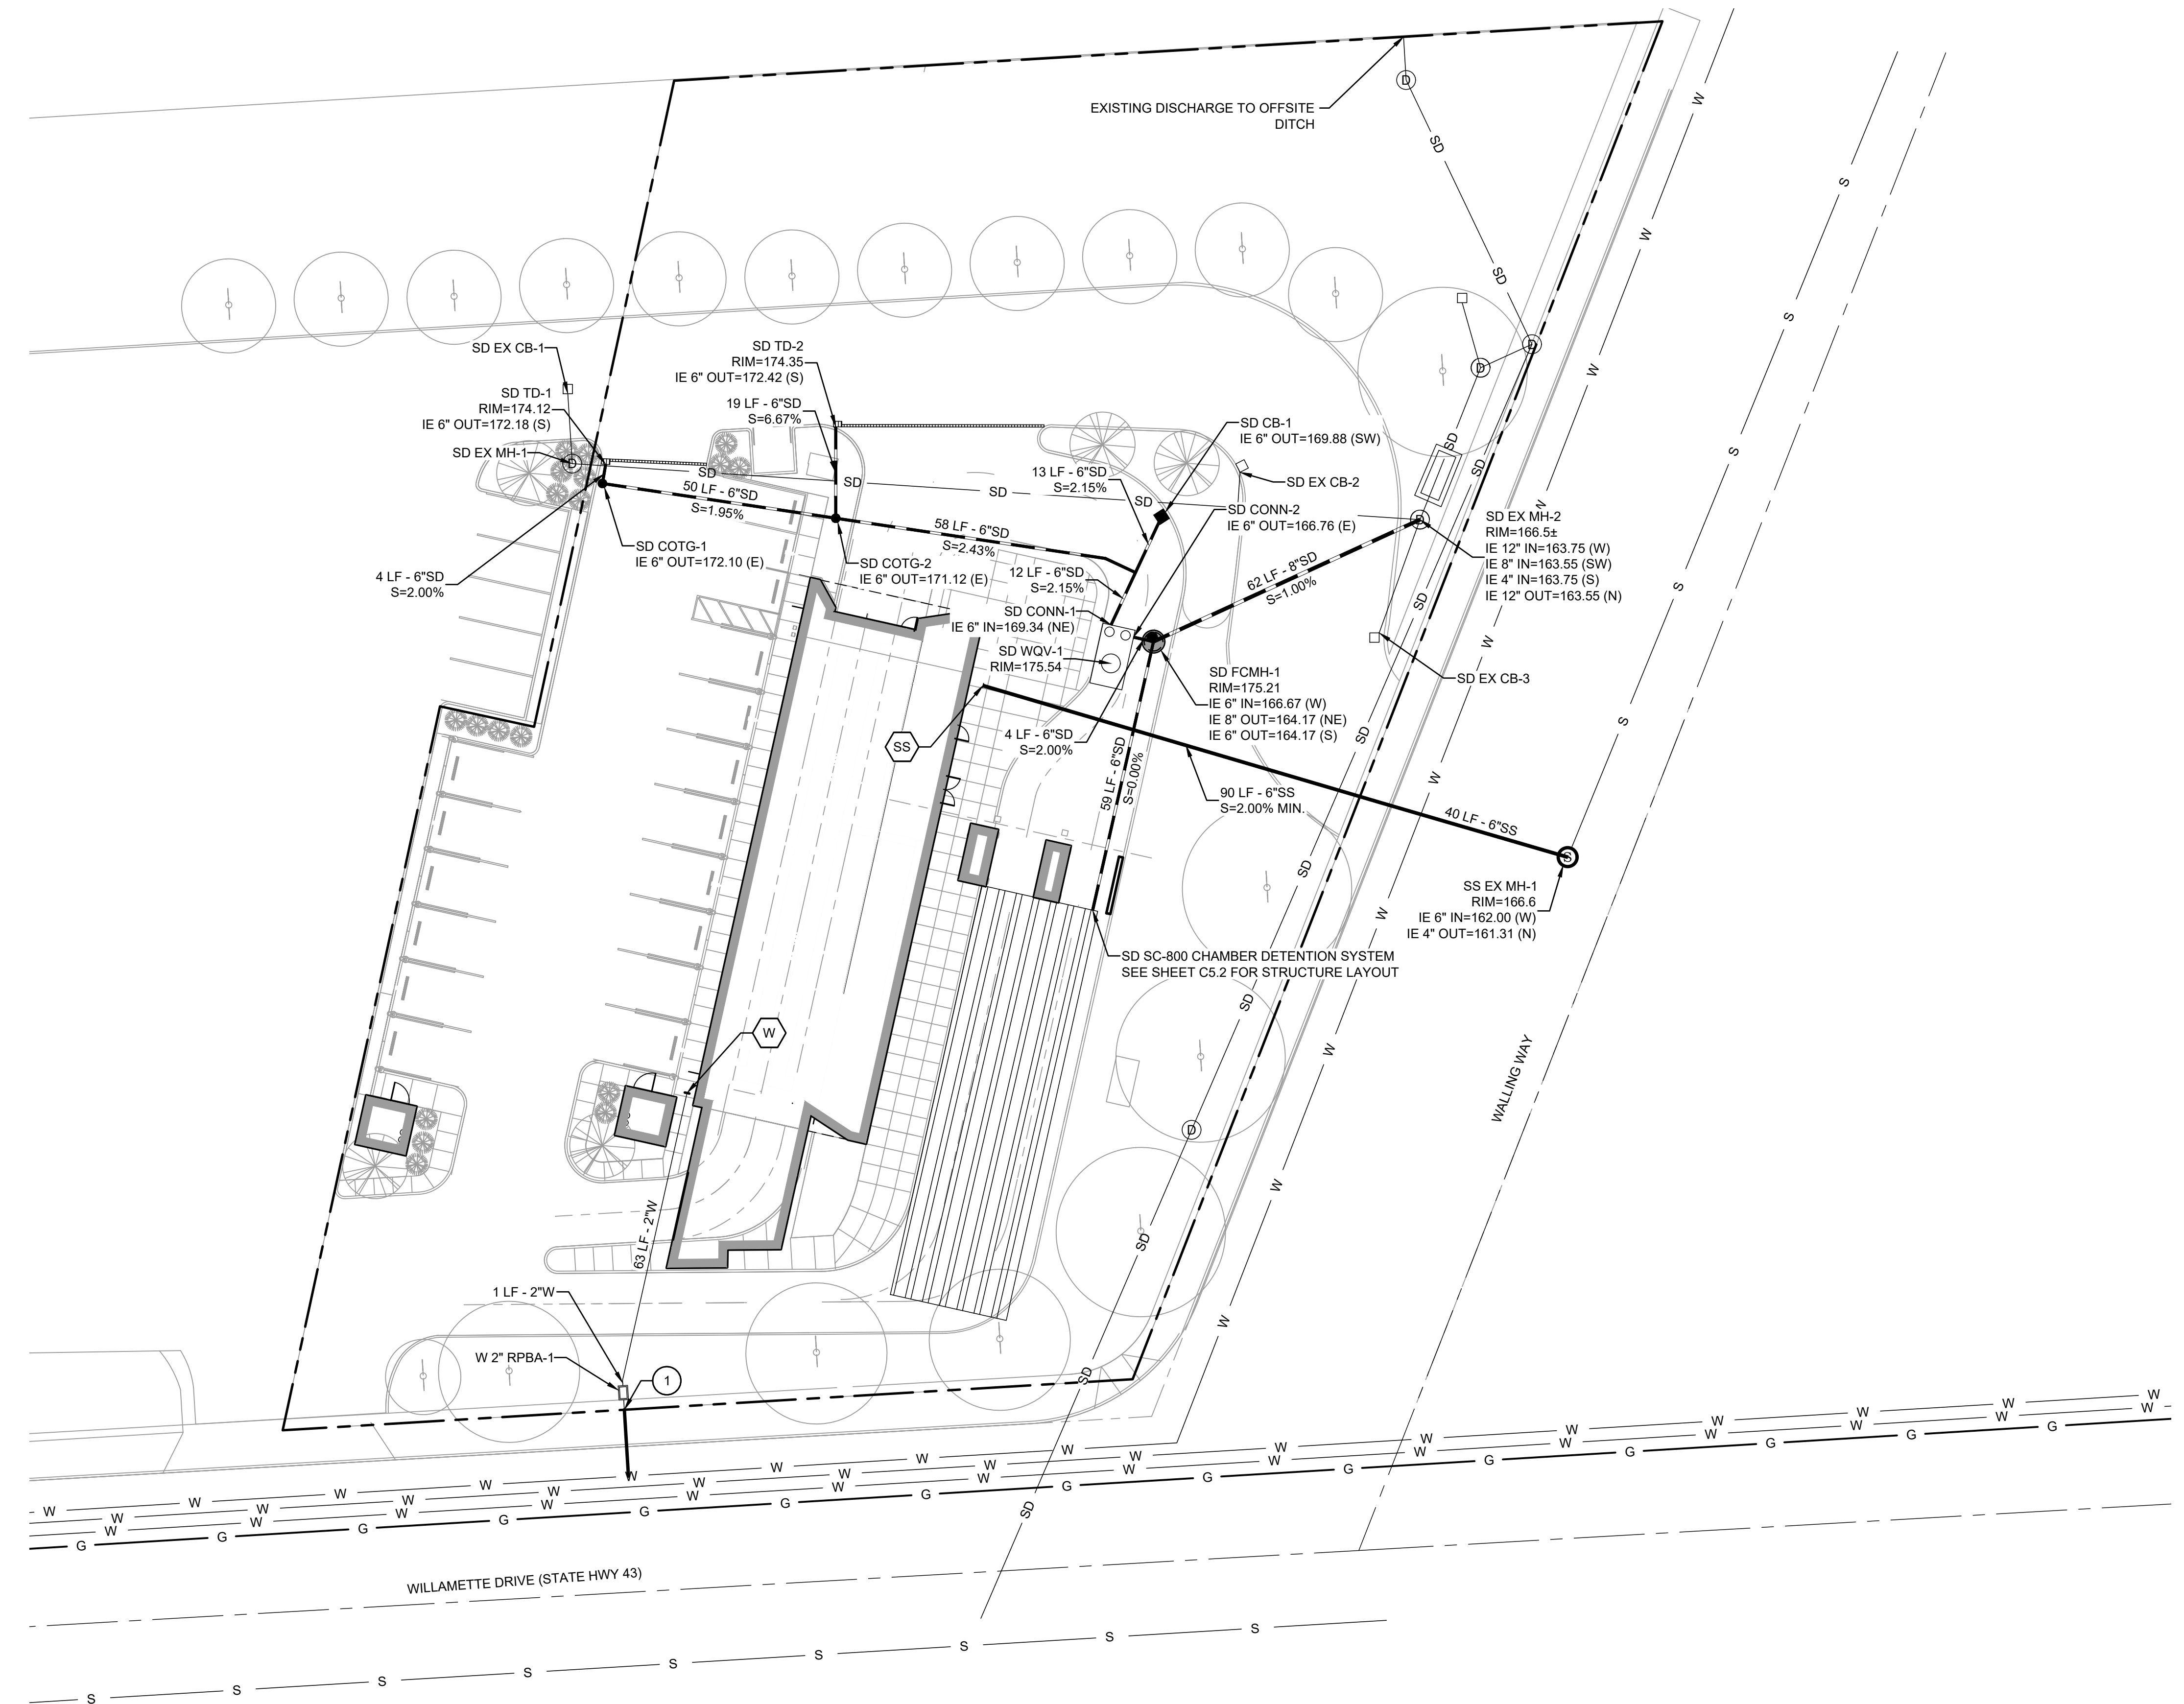 EXISTING DISCHARGE TO OFFSITE
DITCH
D
SD
SD
W
W
W
W
W
W
W
W
W
W
W
S
S
S
S
S
S
SD EX CB-1
SD TD-1
RIM=174.12
IE 6" OUT=172.18 (S)
SD EX MH-1
D
SD TD-2
RIM=174.35
IE 6" OUT=172.42 (S)
19 LF - 6"SD
S=6.67%
SD
SD
SD
SD
50 LF - 6"SD
S=1.95%
58 LF - 6"SD
S=2.43%
SD COTG-1
IE 6" OUT=172.10 (E)
4 LF - 6"SD
S=2.00%
SD COTG-2
IE 6" OUT=171.12 (E)
SD CB-1
IE 6" OUT=169.88 (SW)
13 LF - 6"SD
S=2.15%
SD EX CB-2
SD CONN-2
IE 6" OUT=166.76 (E)
12 LF - 6"SD
S=2.15%
SD CONN-1
IE 6" IN=169.34 (NE)
SD WQV-1
RIM=175.54
62 LF - 8"SD
S=1.00%
D
D
D
SD
SD
SD
SD
SD EX MH-2
RIM=166.5±
IE 12" IN=163.75 (W)
IE 8" IN=163.55 (SW)
IE 4" IN=163.75 (S)
IE 12" OUT=163.55 (N)
SD EX CB-3
SD FCMH-1
RIM=175.21
IE 6" IN=166.67 (W)
IE 8" OUT=164.17 (NE)
IE 6" OUT=164.17 (S)
4 LF - 6"SD
S=2.00%
SS
59 LF - 6"SD
S=0.00%
90 LF - 6"SS
S=2.00% MIN.
40 LF - 6"SS
S
SS EX MH-1
RIM=166.6
IE 6" IN=162.00 (W)
IE 4" OUT=161.31 (N)
SD SC-800 CHAMBER DETENTION SYSTEM
SEE SHEET C5.2 FOR STRUCTURE LAYOUT
SD
SD
SD
SD
SD
D
WALLING WAY
W
63 LF - 2"W
1 LF - 2"W
W 2" RPBA-1
1
W W W W W W W W W W W W W W W
W W W W W W W W W W W W W W W
W W W W W W W W W W W W W W W
G G G G G G G G G G G G G G G
WILLAMETTE DRIVE (STATE HWY 43)
S S S S S S S S S